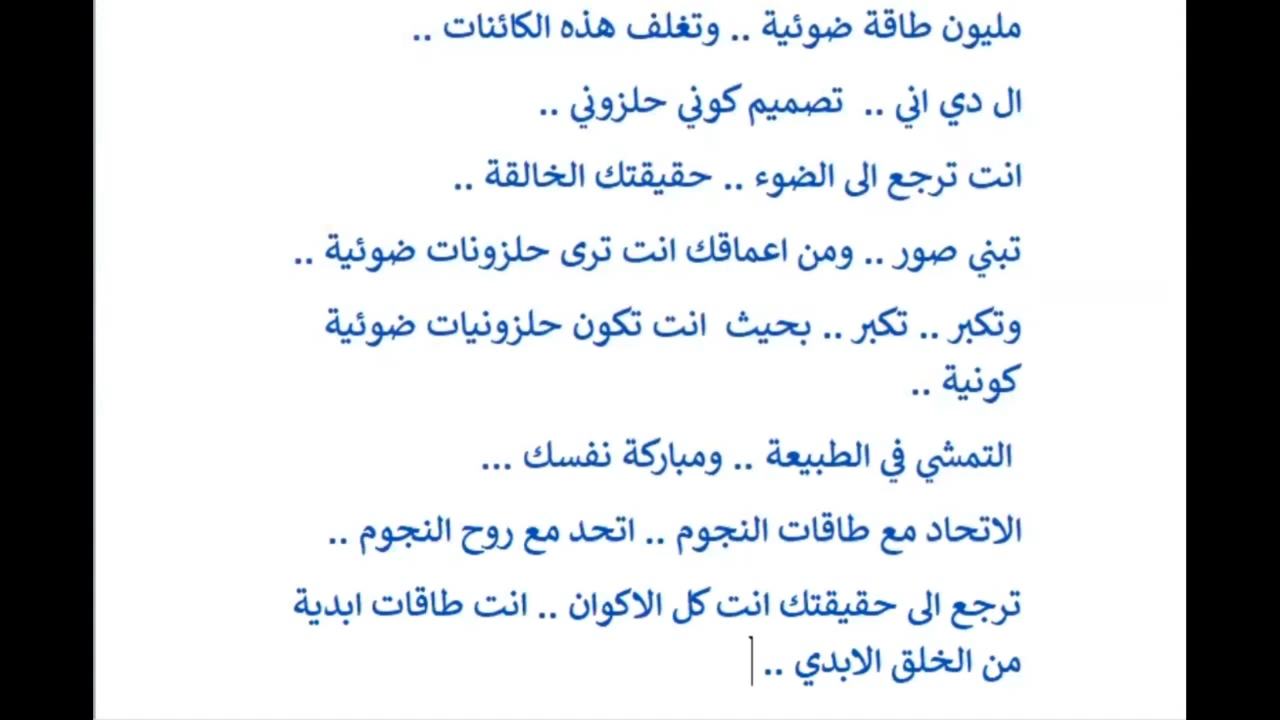 مليون طاقة ضوئية .. وتغلف هذه الكائنات ..
ال دي اني .. تصميم كوني حلزوني ..
انت ترجع الى الضوء .. حقيقتك الخالقة ..
تبني صور .. ومن اعماقك انت ترى حلزونات ضوئية ..
وتكبر .. تكبر .. بحيث انت تكون حلزونيات ضوئية
كونية ..
التمشي في الطبيعة .. ومباركة نفسك ...
الاتحاد مع طاقات النجوم .. اتحد مع روح النجوم ..
ترجع الى حقيقتك انت كل الاكوان .. انت طاقات ابدية
من الخلق الابدي ..